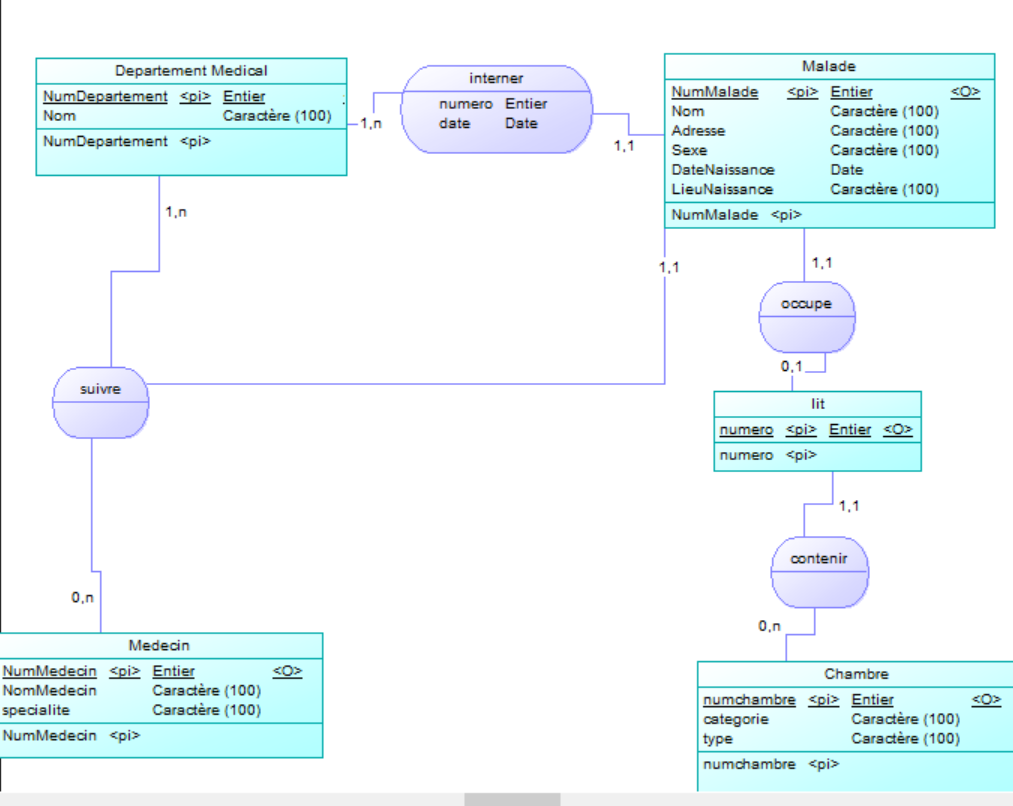 Departement Medical
NumDepartement <pi> Entier
Nom Caractère (100)
NumDepartement <pi>
1,n
interner
numero Entier
date Date
1,1
Malade
NumMalade <pi> Entier <O>
Nom Caractère (100)
Adresse Caractère (100)
Sexe Caractère (100)
DateNaissance Date
LieuNaissance Caractère (100)
NumMalade <pi>
1,n
1,1
1,1
occupe
0,1
suivre
lit
numero <pi> Entier <O>
numero <pi>
1,1
contenir
0,n
0,n
Medecin
NumMedecin <pi> Entier <O>
NomMedecin Caractère (100)
specialite Caractère (100)
NumMedecin <pi>
Chambre
numchambre <pi> Entier <O>
categorie Caractère (100)
type Caractère (100)
numchambre <pi>